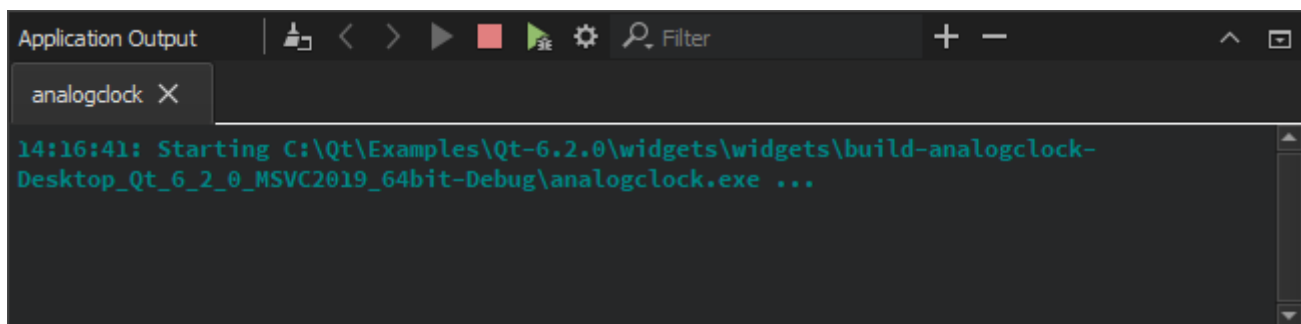 Application Output
Filter
analogclock
14:16:41: Starting C:\Qt\Examples\Qt-6.2.0\widgets\widgets\build-analogclock-
Desktop_Qt_6_2_0_MSVC2019_64bit-Debug\analogclock.exe ...